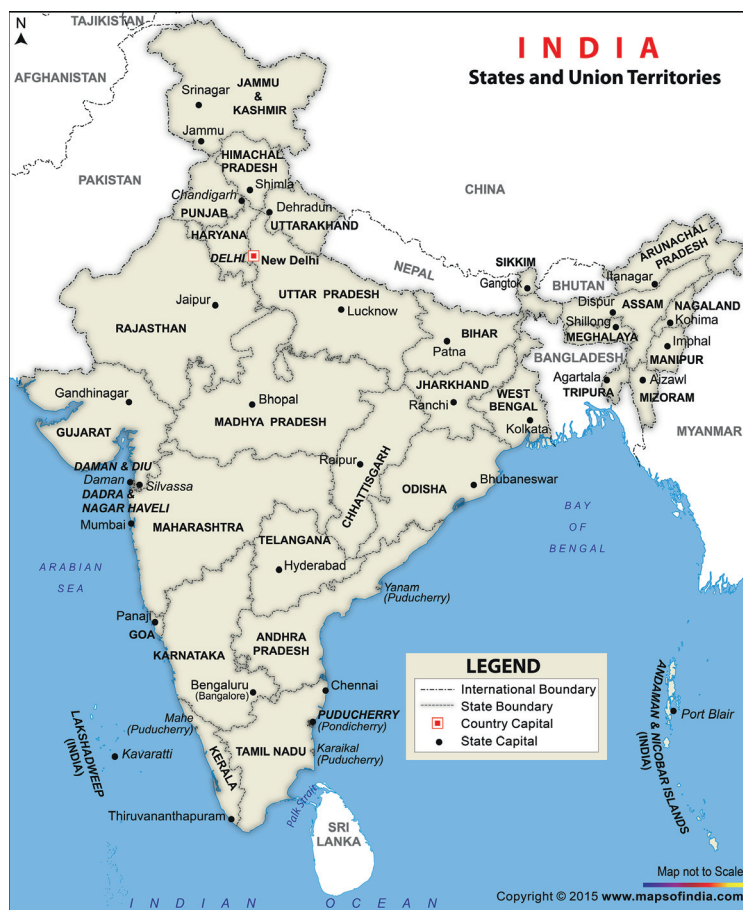 TAJIKISTAN
N
AFGHANISTAN
INDIA
States and Union Territories
JAMMU
&
KASHMIR
Srinagar
Jammu
HIMACHAL
PRADESH
PAKISTAN
Shimla
CHINA
Chandigarh
PUNJAB
Dehradun
UTTARAKHAND
HARYANA
DELHI
New Delhi
ARUNACHAL
PRADESH
SIKKIM
NEPAL
Gangtok
BHUTAN
Itanagar
Jaipur
UTTAR PRADESH
Lucknow
Dispur
ASSAM
NAGALAND
RAJASTHAN
Shillong
Kohima
BIHAR
MEGHALAYA
Patna
Imphal
BANGLADESH
MANIPUR
Gandhinagar
Bhopal
JHARKHAND
Ranchi
WEST
BENGAL
Agartala
Aizawl
TRIPURA
MIZORAM
GUJARAT
MADHYA PRADESH
Kolkata
MYANMAR
DAMAN & DIU
Daman
Silvassa
DADRA &
NAGAR HAVELI
Raipur
CHHATTISGARH
ODISHA
Bhubaneswar
Mumbai
MAHARASHTRA
BAY
OF
BENGAL
TELANGANA
Hyderabad
ARABIAN
SEA
Yanam
(Puducherry)
Panaji
GOA
KARNATAKA
ANDHRA
PRADESH
Bengaluru
(Bangalore)
Chennai
LEGEND
International Boundary
State Boundary
Country Capital
State Capital
Mahe
(Puducherry)
PUDUCHERRY
(Pondicherry)
LAKSHADWEEP
(INDIA)
Kavaratti
KERALA
TAMIL NADU
Karaikal
(Puducherry)
ANDAMAN & NICOBAR ISLANDS
(INDIA)
Port Blair
Thiruvananthapuram
Palk Strait
SRI
LANKA
Map not to Scale
Copyright © 2015 www.mapsofindia.com
INDIAN OCEAN